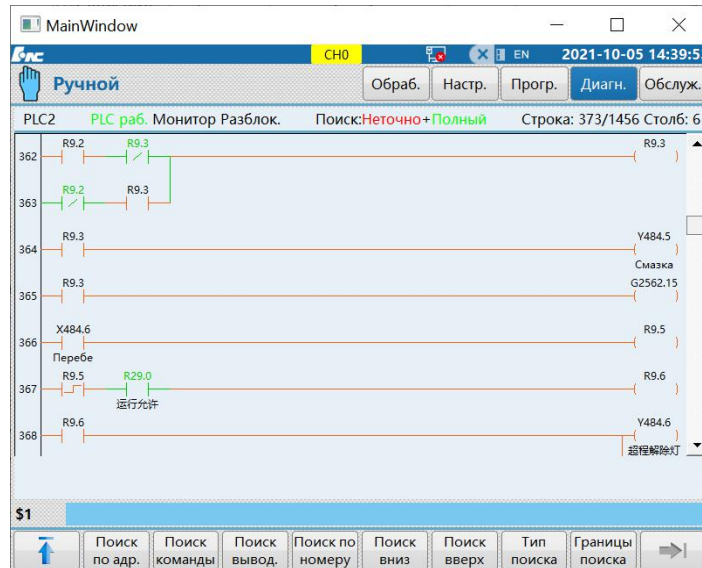 MainWindow
CH0 EN 2021-10-05 14:39:5
Ручной Обраб. Настр. Прогр. Диагн. Обслуж.
PLC2 PLC раб. Монитор Разблок. Поиск:Неточно+Полный Строка: 373/1456 Столб: 6
R9.2 R9.3 R9.3
362
R9.2 R9.3
363
R9.3 Y484.5
364
Смазка
R9.3 G2562.15
365
X484.6 R9.5
366
Перебе
R9.5 R29.0 R9.6
367
运行允许
R9.6 Y484.6
368
超程解除灯
$1
Поиск по адр. Поиск команды Поиск вывод. Поиск по номеру Поиск вниз Поиск вверх Тип поиска Границы поиска